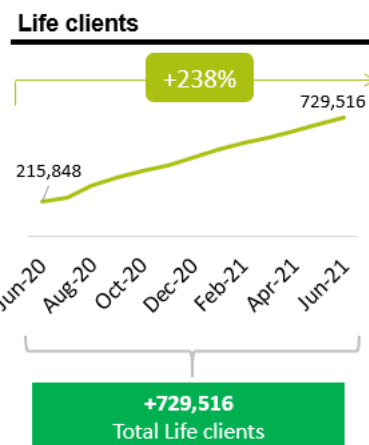 Life clients
+238%
729,516
215,848
Jun-20
Aug-20
Oct-20
Dec-20
Feb-21
Apr-21
Jun-21
+729,516
Total Life clients